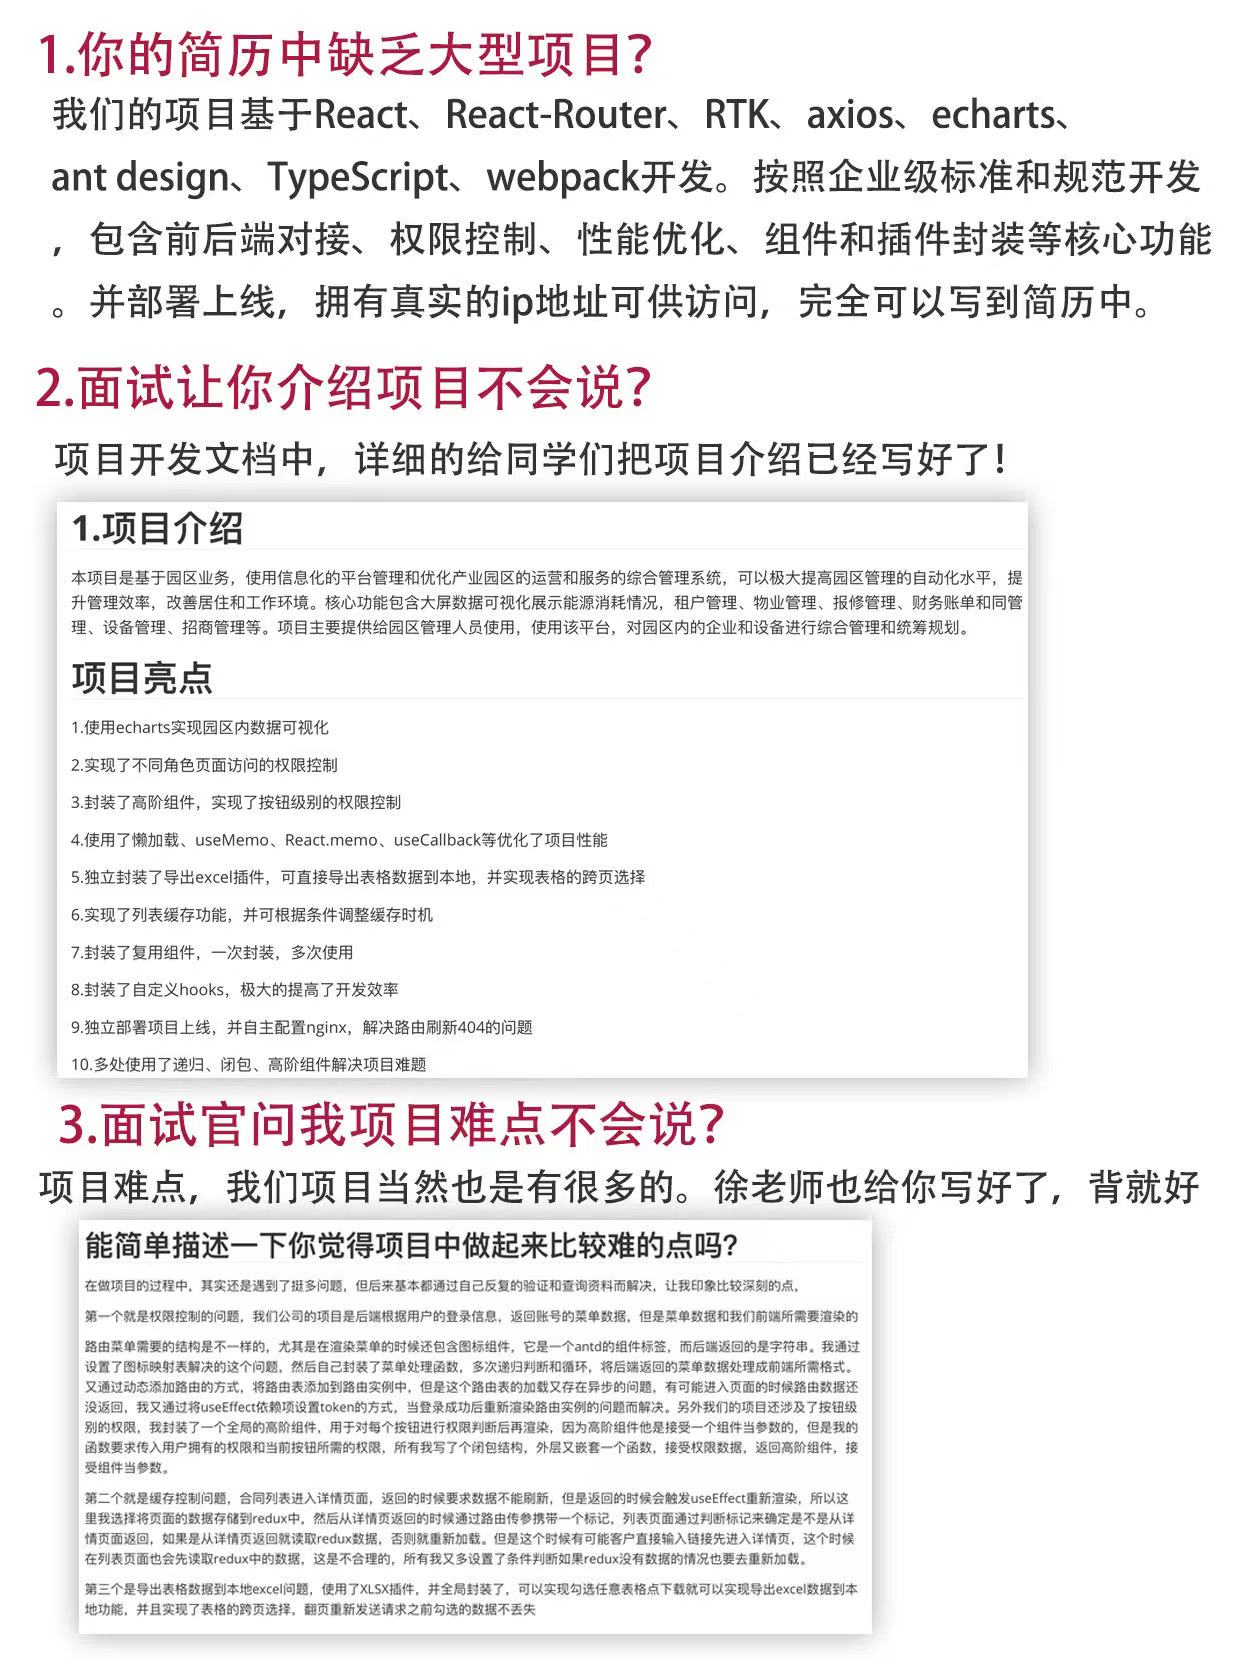 1.你的简历中缺乏大型项目？
我们的项目基于React、React-Router、RTK、axios、echarts、
ant design、TypeScript、webpack开发。按照企业级标准和规范开发
，包含前后端对接、权限控制、性能优化、组件和插件封装等核心功能
。并部署上线，拥有真实的ip地址可供访问，完全可以写到简历中。
2.面试让你介绍项目不会说？
项目开发文档中，详细的给同学们把项目介绍已经写好了！
1.项目介绍
本项目是基于园区业务，使用信息化的平台管理和优化产业园区的运营和服务的综合管理系统，可以极大提高园区管理的自动化水平，提
升管理效率，改善居住和工作环境。核心功能包含大屏数据可视化展示能源消耗情况，租户管理、物业管理、报修管理、财务账单和同管
理、设备管理、招商管理等。项目主要提供给园区管理人员使用，使用该平台，对园区内的企业和设备进行综合管理和统筹规划。
项目亮点
1.使用echarts实现园区内数据可视化
2.实现了不同角色页面访问的权限控制
3.封装了高阶组件，实现了按钮级别的权限控制
4.使用了懒加载、useMemo、React.memo、useCallback等优化了项目性能
5.独立封装了导出excel插件，可直接导出表格数据到本地，并实现表格的跨页选择
6.实现了列表缓存功能，并可根据条件调整缓存时机
7.封装了复用组件，一次封装，多次使用
8.封装了自定义hooks，极大的提高了开发效率
9.独立部署项目上线，并自主配置nginx，解决路由刷新404的问题
10.多处使用了递归、闭包、高阶组件解决项目难题
3.面试官问我项目难点不会说？
项目难点，我们项目当然也是有很多的。徐老师也给你写好了，背就好
能简单描述一下你觉得项目中做起来比较难的点吗？
在做项目的过程中，其实还是遇到了挺多问题，但后来基本都通过自己反复的验证和查询资料而解决，让我印象比较深刻的点，
第一个就是权限控制的问题，我们公司的项目是后端根据用户的登录信息，返回账号的菜单数据，但是菜单数据和我们前端所需要渲染的
路由菜单需要的结构是不一样的，尤其是在渲染菜单的时候还包含图标组件，它是一个antd的组件标签，而后端返回的是字符串。我通过
设置了图标映射表解决的这个问题，然后自己封装了菜单处理函数，多次递归判断和循环，将后端返回的菜单数据处理成前端所需格式。
又通过动态添加路由的方式，将路由表添加到路由实例中，但是这个路由表的加载又存在异步的问题，有可能进入页面的时候路由数据还
没返回，我又通过将useEffect依赖项设置token的方式，当登录成功后重新渲染路由实例的问题而解决。另外我们的项目还涉及了按钮级
别的权限，我封装了一个全局的高阶组件，用于对每个按钮进行权限判断后再渲染，因为高阶组件他是接受一个组件当参数的，但是我的
函数要求传入用户拥有的权限和当前按钮所需的权限，所有我写了个闭包结构，外层又嵌套一个函数，接受权限数据，返回高阶组件，接
受组件当参数。
第二个就是缓存控制问题，合同列表进入详情页面，返回的时候要求数据不能刷新，但是返回的时候会触发useEffect重新渲染，所以这
里我选择将页面的数据存储到redux中，然后从详情页返回的时候通过路由传参携带一个标记，列表页面通过判断标记来确定是不是从详
情页面返回，如果是从详情页返回就读取redux数据，否则就重新加载。但是这个时候有可能客户直接输入链接先进入详情页，这个时候
在列表页面也会先读取redux中的数据，这是不合理的，所有我又多设置了条件判断如果redux没有数据的情况也要去重新加载。
第三个是导出表格数据到本地excel问题，使用了XLSX插件，并全局封装了，可以实现勾选任意表格点下载就可以实现导出excel数据到本
地功能，并且实现了表格的跨页选择，翻页重新发送请求之前勾选的数据不丢失